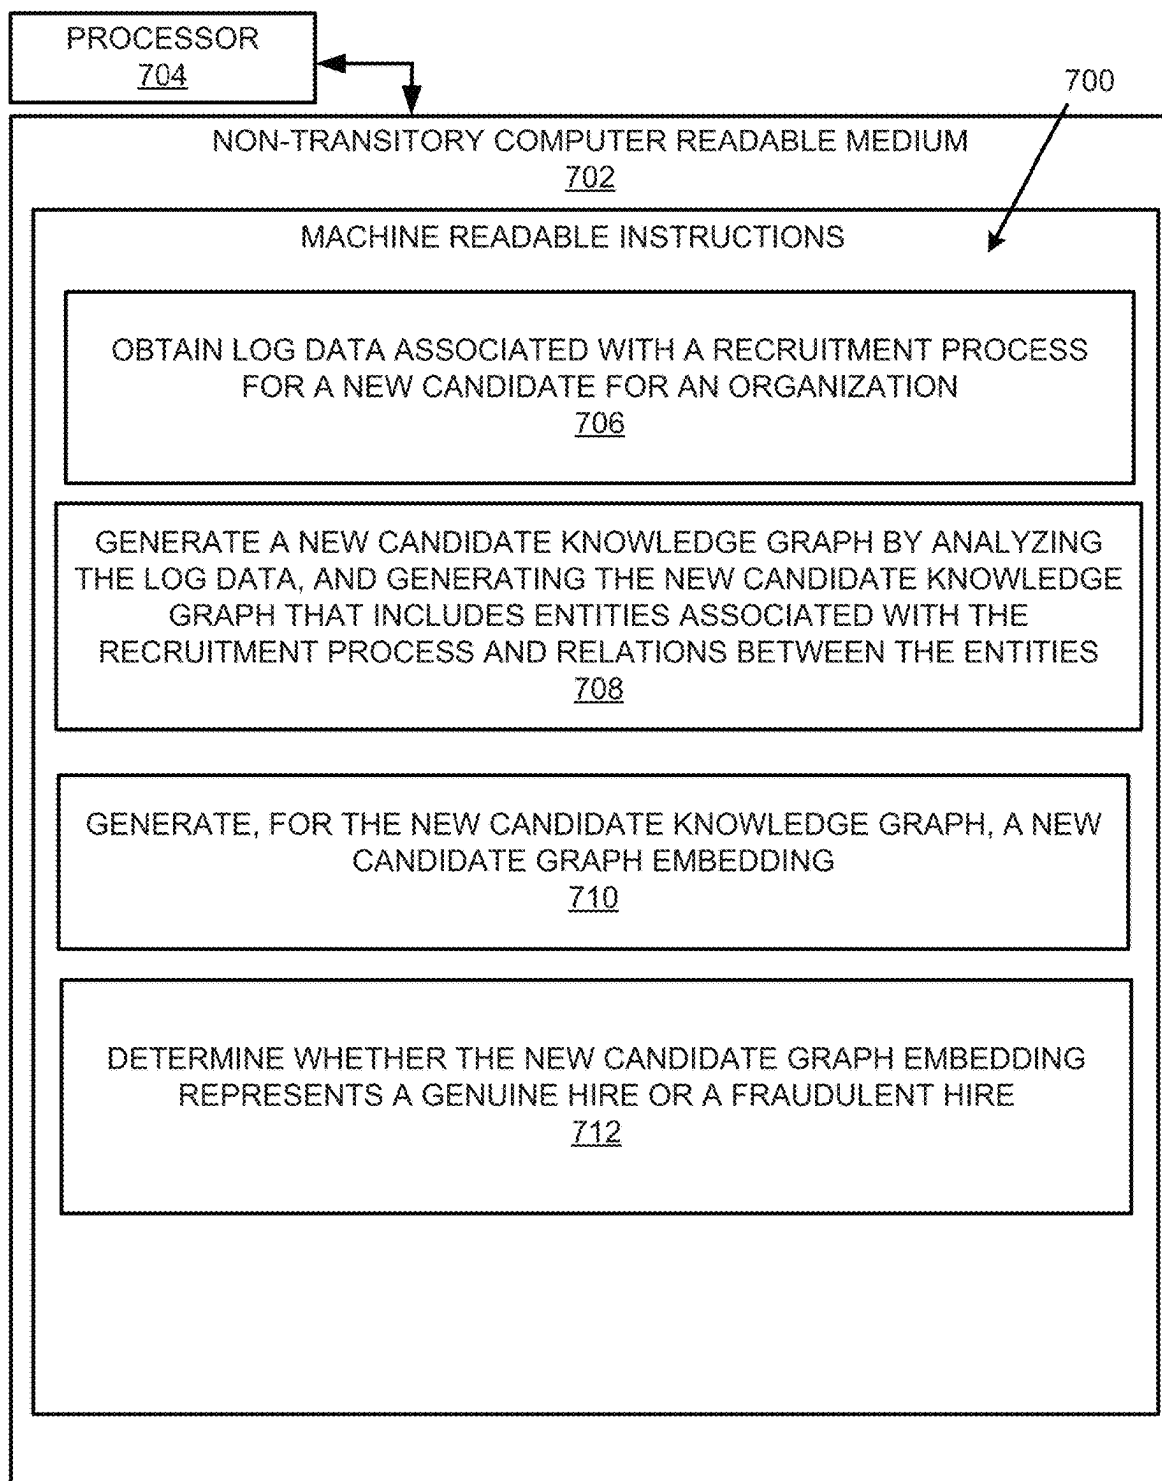 PROCESSOR
704
700
NON-TRANSITORY COMPUTER READABLE MEDIUM
702
MACHINE READABLE INSTRUCTIONS
OBTAIN LOG DATA ASSOCIATED WITH A RECRUITMENT PROCESS
FOR A NEW CANDIDATE FOR AN ORGANIZATION
706
GENERATE A NEW CANDIDATE KNOWLEDGE GRAPH BY ANALYZING
THE LOG DATA, AND GENERATING THE NEW CANDIDATE KNOWLEDGE
GRAPH THAT INCLUDES ENTITIES ASSOCIATED WITH THE
RECRUITMENT PROCESS AND RELATIONS BETWEEN THE ENTITIES
708
GENERATE, FOR THE NEW CANDIDATE KNOWLEDGE GRAPH, A NEW
CANDIDATE GRAPH EMBEDDING
710
DETERMINE WHETHER THE NEW CANDIDATE GRAPH EMBEDDING
REPRESENTS A GENUINE HIRE OR A FRAUDULENT HIRE
712